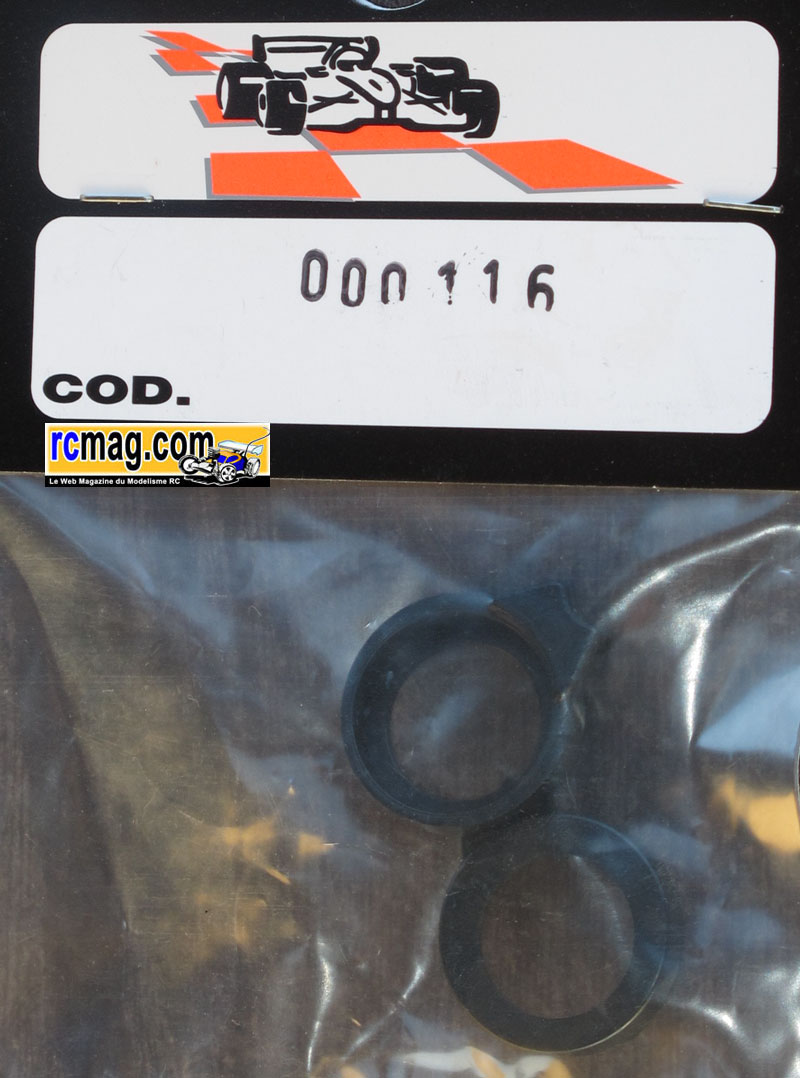 000116
COD.
rcmag.com
Le Web Magazine du Modelisme RC